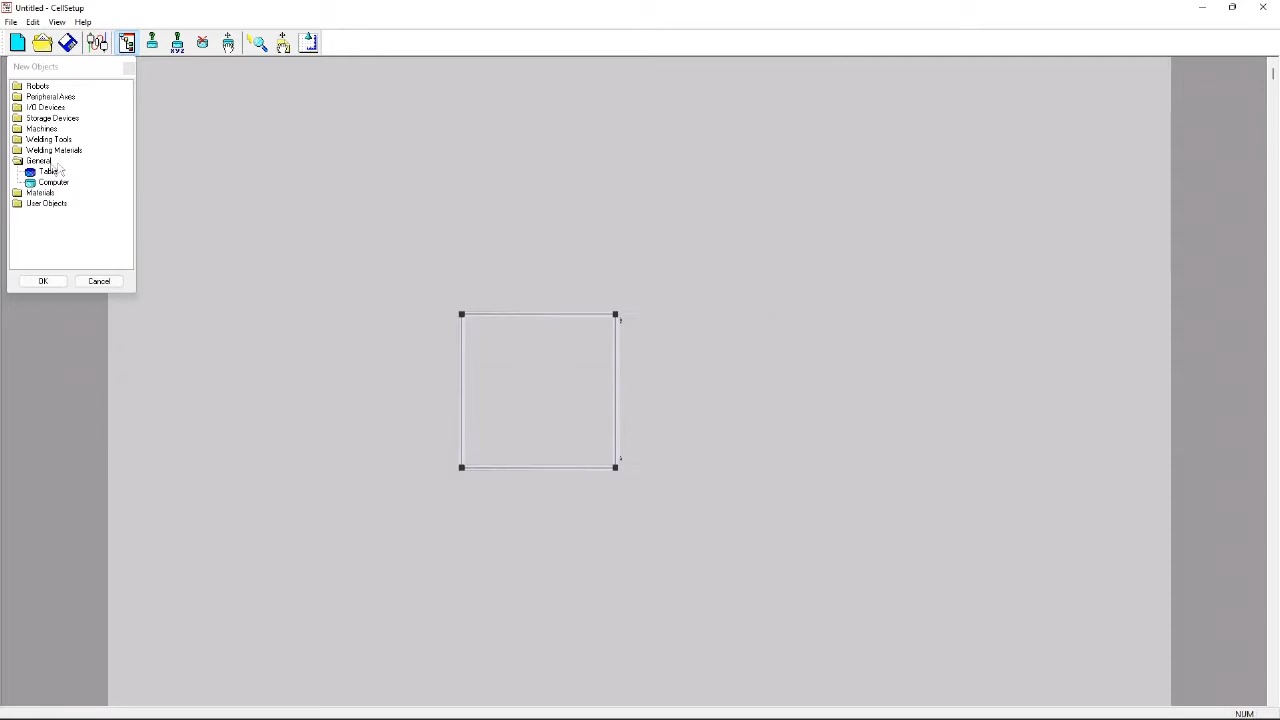 Untitled - CellSetup
File Edit View Help
New Objects
Robots
Peripheral Axes
I/O Devices
Storage Devices
Machines
Welding Tools
Welding Materials
General
Table
Computer
Materials
User Objects
OK Cancel
NUM